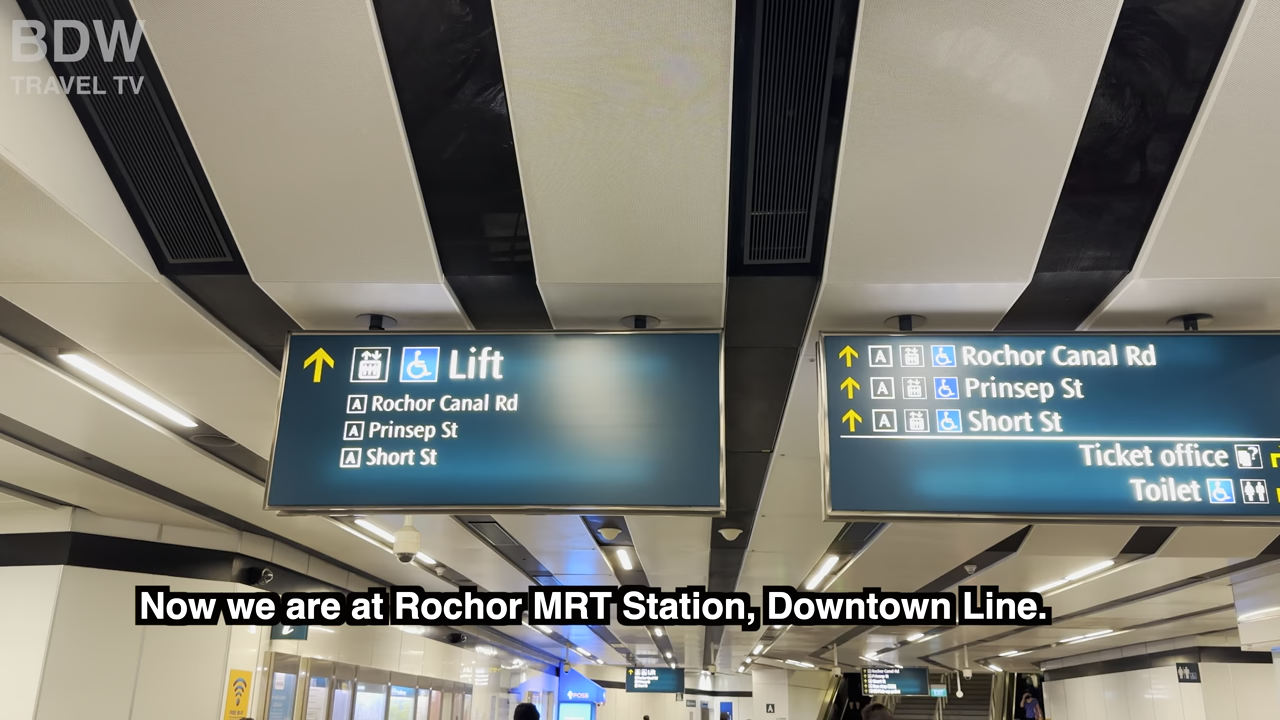 BDW
TRAVEL TV
Lift
A Rochor Canal Rd
A Prinsep St
A Short St
A Rochor Canal Rd
A Prinsep St
A Short St
Ticket office
Toilet
Now we are at Rochor MRT Station, Downtown Line.